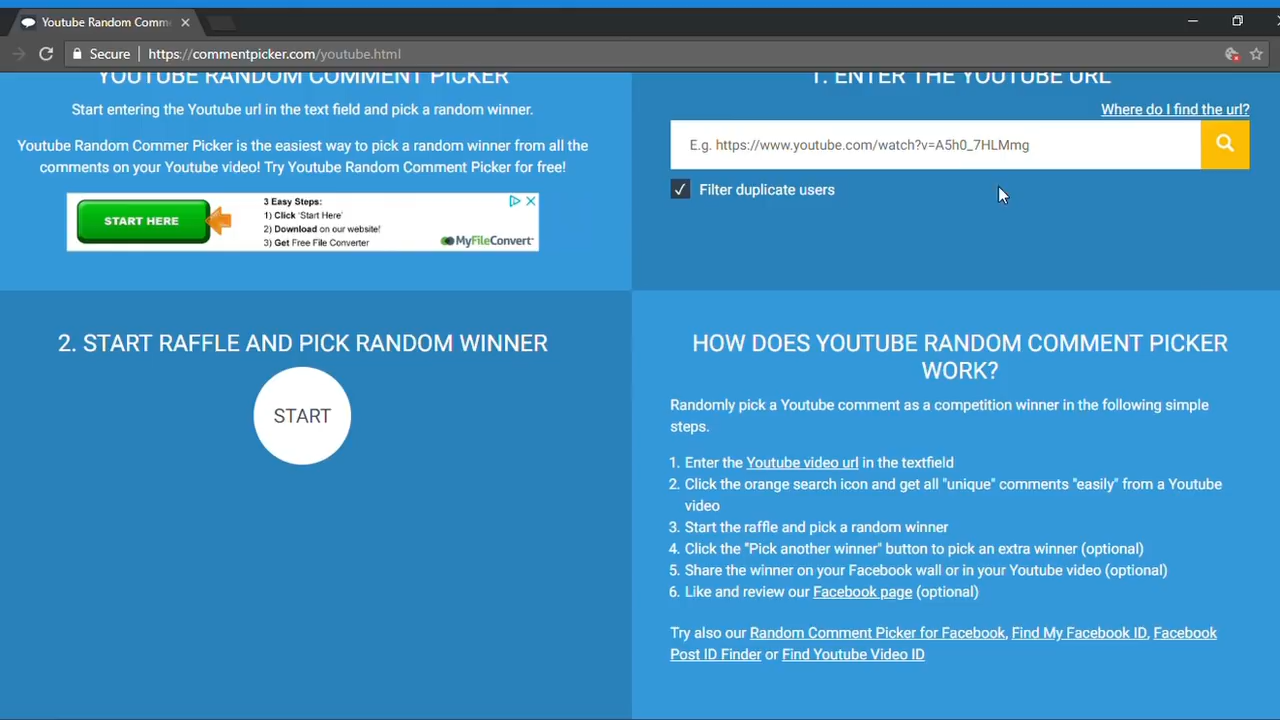 Youtube Random Comm
Secure
https://commentpicker.com/youtube.html
YOUTUBE RANDOM COMMENT PICKER
Start entering the Youtube url in the text field and pick a random winner.
Youtube Random Commer Picker is the easiest way to pick a random winner from all the
comments on your Youtube video! Try Youtube Random Comment Picker for free!
START HERE
3 Easy Steps:
1) Click 'Start Here'
2) Download on our website!
3) Get Free File Converter
MyFileConvert
1. ENTER THE YOUTUBE URL
Where do I find the url?
E.g. https://www.youtube.com/watch?v=A5h0_7HLMmg
Filter duplicate users
2. START RAFFLE AND PICK RANDOM WINNER
START
HOW DOES YOUTUBE RANDOM COMMENT PICKER
WORK?
Randomly pick a Youtube comment as a competition winner in the following simple
steps.
1. Enter the Youtube video url in the textfield
2. Click the orange search icon and get all "unique" comments "easily" from a Youtube
video
3. Start the raffle and pick a random winner
4. Click the "Pick another winner" button to pick an extra winner (optional)
5. Share the winner on your Facebook wall or in your Youtube video (optional)
6. Like and review our Facebook page (optional)
Try also our Random Comment Picker for Facebook, Find My Facebook ID, Facebook
Post ID Finder or Find Youtube Video ID